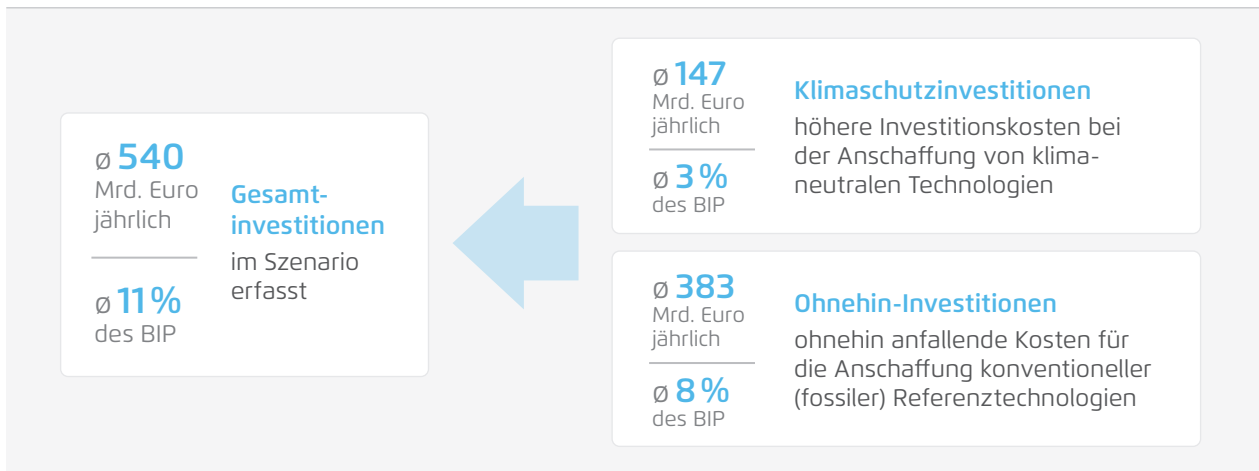 ø 540
Mrd. Euro
jährlich
ø 11 %
des BIP
Gesamt-
investitionen
im Szenario
erfasst
ø 147
Mrd. Euro
jährlich
ø 3 %
des BIP
Klimaschutzinvestitionen
höhere Investitionskosten bei
der Anschaffung von klima-
neutralen Technologien
ø 383
Mrd. Euro
jährlich
ø 8 %
des BIP
Ohnehin-Investitionen
ohnehin anfallende Kosten für
die Anschaffung konventioneller
(fossiler) Referenztechnologien